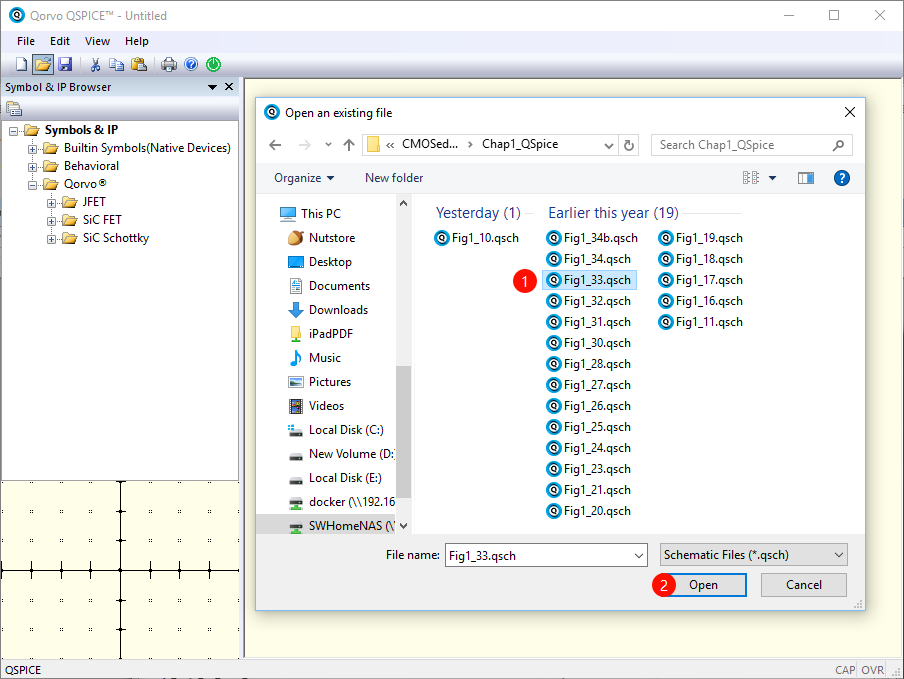 Qorvo QSPICE™ - Untitled
File Edit View Help
Symbol & IP Browser
Symbols & IP
Builtin Symbols(Native Devices)
Behavioral
Qorvo®
JFET
SiC FET
SiC Schottky
Open an existing file
« CMOSed... › Chap1_QSpice
Search Chap1_QSpice
Organize New folder
This PC
Nutstore
Desktop
Documents
Downloads
iPadPDF
Music
Pictures
Videos
Local Disk (C:)
New Volume (D:
Local Disk (E:)
docker (\\192.16
SWHomeNAS (\\
Yesterday (1)
Fig1_10.qsch
Earlier this year (19)
Fig1_34b.qsch
Fig1_34.qsch
1 Fig1_33.qsch
Fig1_32.qsch
Fig1_31.qsch
Fig1_30.qsch
Fig1_28.qsch
Fig1_27.qsch
Fig1_26.qsch
Fig1_25.qsch
Fig1_24.qsch
Fig1_23.qsch
Fig1_21.qsch
Fig1_20.qsch
Fig1_19.qsch
Fig1_18.qsch
Fig1_17.qsch
Fig1_16.qsch
Fig1_11.qsch
File name: Fig1_33.qsch Schematic Files (*.qsch)
2 Open Cancel
QSPICE CAP OVR